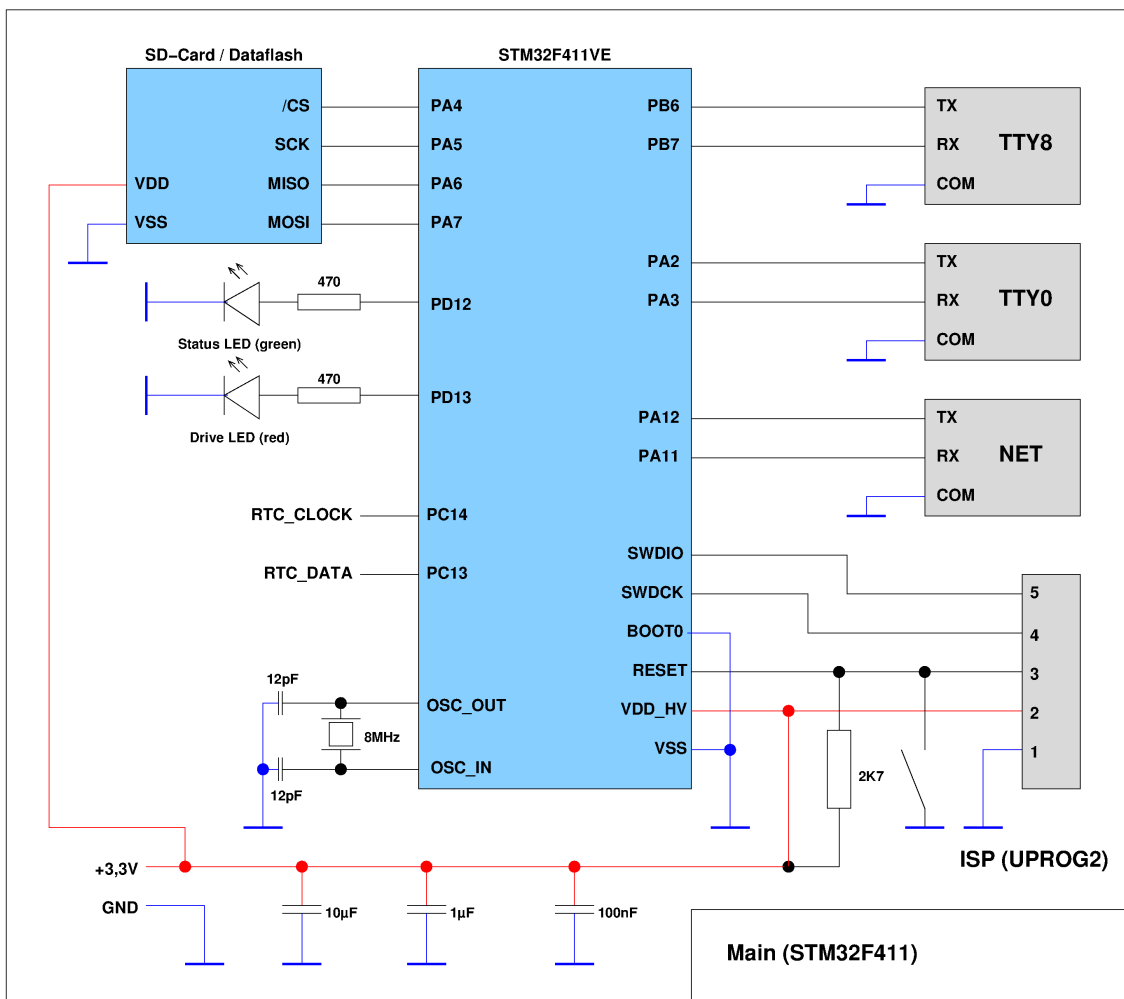 SD-Card / Dataflash
STM32F411VE
/CS
SCK
VDD
MISO
VSS
MOSI
PA4
PA5
PA6
PA7
PB6
PB7
TX
RX
TTY8
COM
470
PD12
Status LED (green)
470
PD13
Drive LED (red)
PA2
PA3
TX
RX
TTY0
COM
PA12
PA11
TX
RX
NET
COM
RTC_CLOCK
PC14
RTC_DATA
PC13
SWDIO
SWDCK
BOOT0
RESET
VDD_HV
VSS
5
4
3
2
1
12pF
OSC_OUT
8MHz
OSC_IN
12pF
2K7
ISP (UPROG2)
+3,3V
GND
10µF
1µF
100nF
Main (STM32F411)